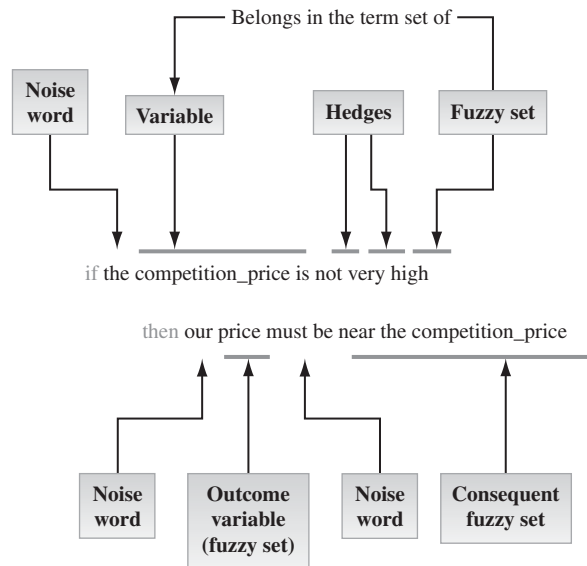 Belongs in the term set of
Noise
word
Variable
Hedges
Fuzzy set
if the competition_price is not very high
then our price must be near the competition_price
Noise
word
Outcome
variable
(fuzzy set)
Noise
word
Consequent
fuzzy set